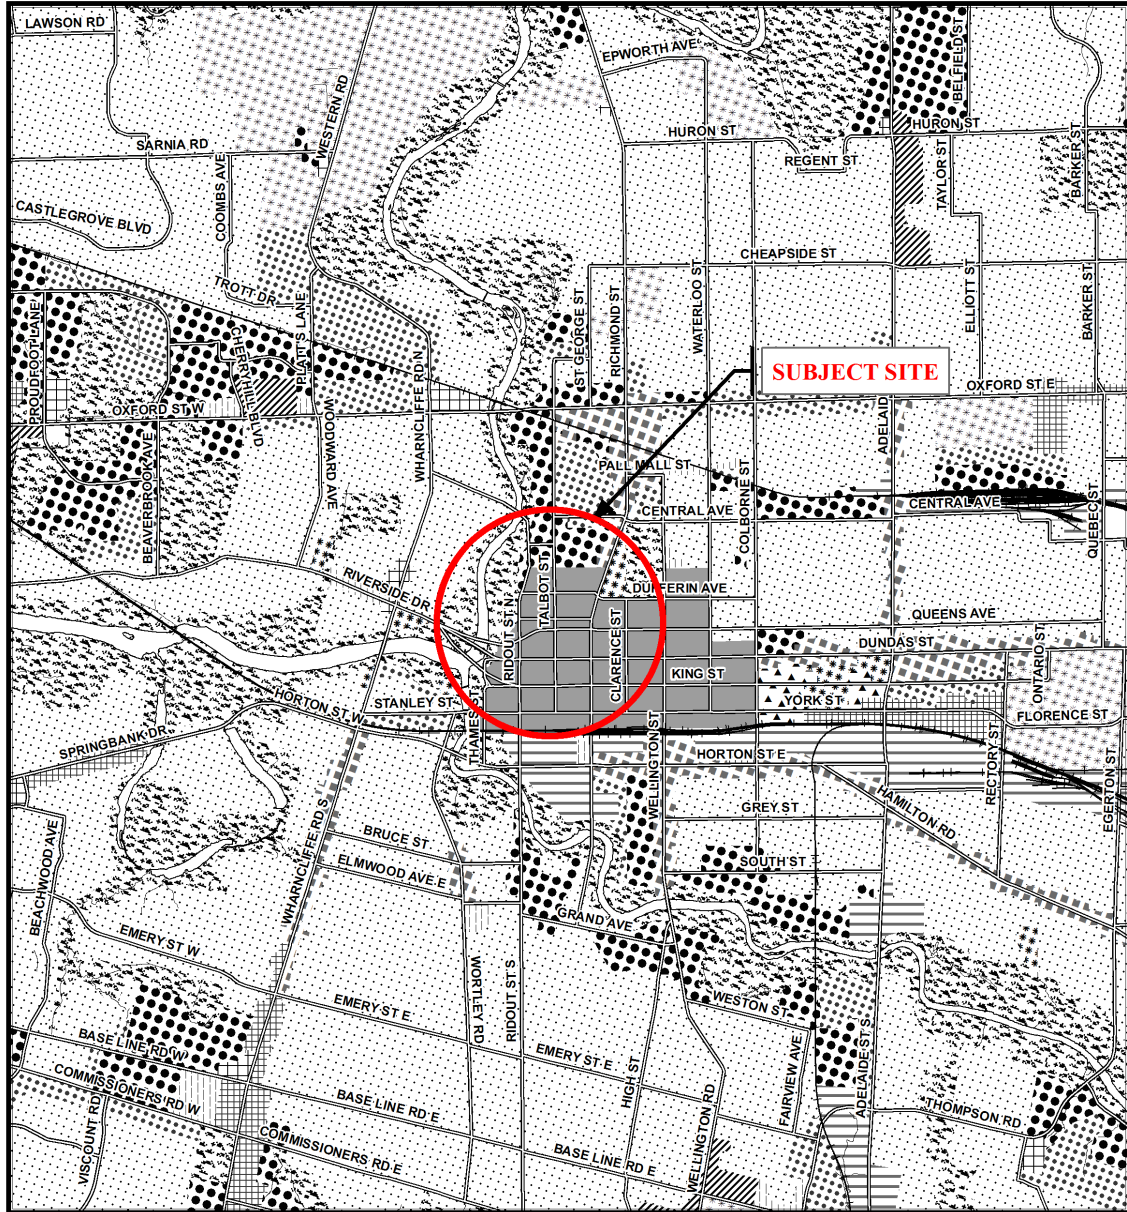 LAWSON RD
EPWORTH AVE
BELFIELD ST
WESTERN RD
HURON ST
HURON ST
SARNIA RD
REGENT ST
COOMBS AVE
TAYLOR ST
BARKER ST
CASTLEGROVE BLVD
CHEAPSIDE ST
TROTT DR
PROUDFOOT LANE
CHERRYHILL BLVD
PLATT'S LANE
WHARNCLIFFE RD N
ST GEORGE ST
RICHMOND ST
WATERLOO ST
ELLIOTT ST
BARKER ST
SUBJECT SITE
OXFORD ST E
OXFORD ST W
WOODWARD AVE
BEAVERBROOK AVE
ADELAID
PALL MALL ST
COLBORNE ST
CENTRAL AVE
CENTRAL AVE
QUEBEC ST
RIVERSIDE DR
RIDOUT ST N
TALBOT ST
DUFFERIN AVE
CLARENCE ST
QUEENS AVE
DUNDAS ST
KING ST
ONTARIO ST
HORTON ST W
STANLEY ST
THAMES S
YORK ST
FLORENCE ST
SPRINGBANK DR
WELLINGTON ST
HORTON ST E
RECTORY ST
EGERTON ST
GREY ST
HAMILTON RD
BEACHWOOD AVE
WHARNCLIFFE RD S
BRUCE ST
ELMWOOD AVE E
SOUTH ST
GRAND AVE
EMERY ST W
WORTLEY RD
RIDOUT ST S
EMERY ST E
WESTON ST
BASE LINE RD W
EMERY ST E
HIGH ST
FAIRVIEW AVE
ADELAIDE ST S
COMMISSIONERS RD W
VISCOUNT RD
BASE LINE RD E
WELLINGTON RD
THOMPSON RD
COMMISSIONERS RD E
BASE LINE RD E